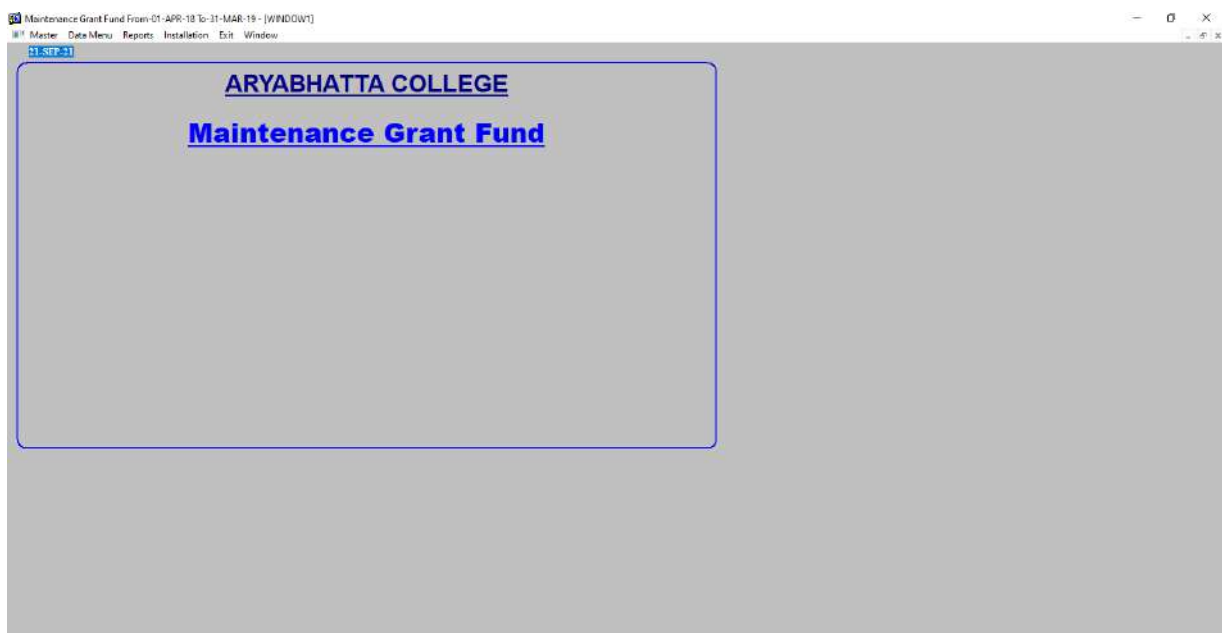 Maintenance Grant Fund From-01-APR-18 To-31-MAR-19 - [WINDOW1]
Master Data Menu Reports Installation Exit Window
21-SEP-21
ARYABHATTA COLLEGE
Maintenance Grant Fund